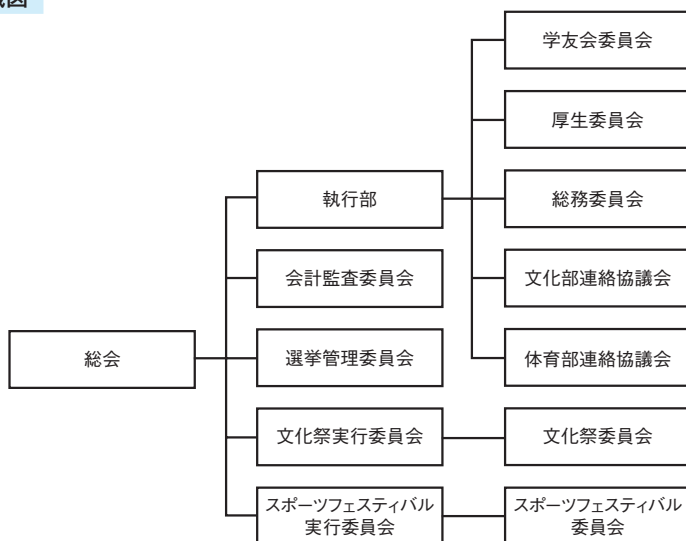 図
学友会委員会
厚生委員会
執行部
総務委員会
会計監査委員会
文化部連絡協議会
総会
選挙管理委員会
体育部連絡協議会
文化祭実行委員会
文化祭委員会
スポーツフェスティバル
実行委員会
スポーツフェスティバル
委員会